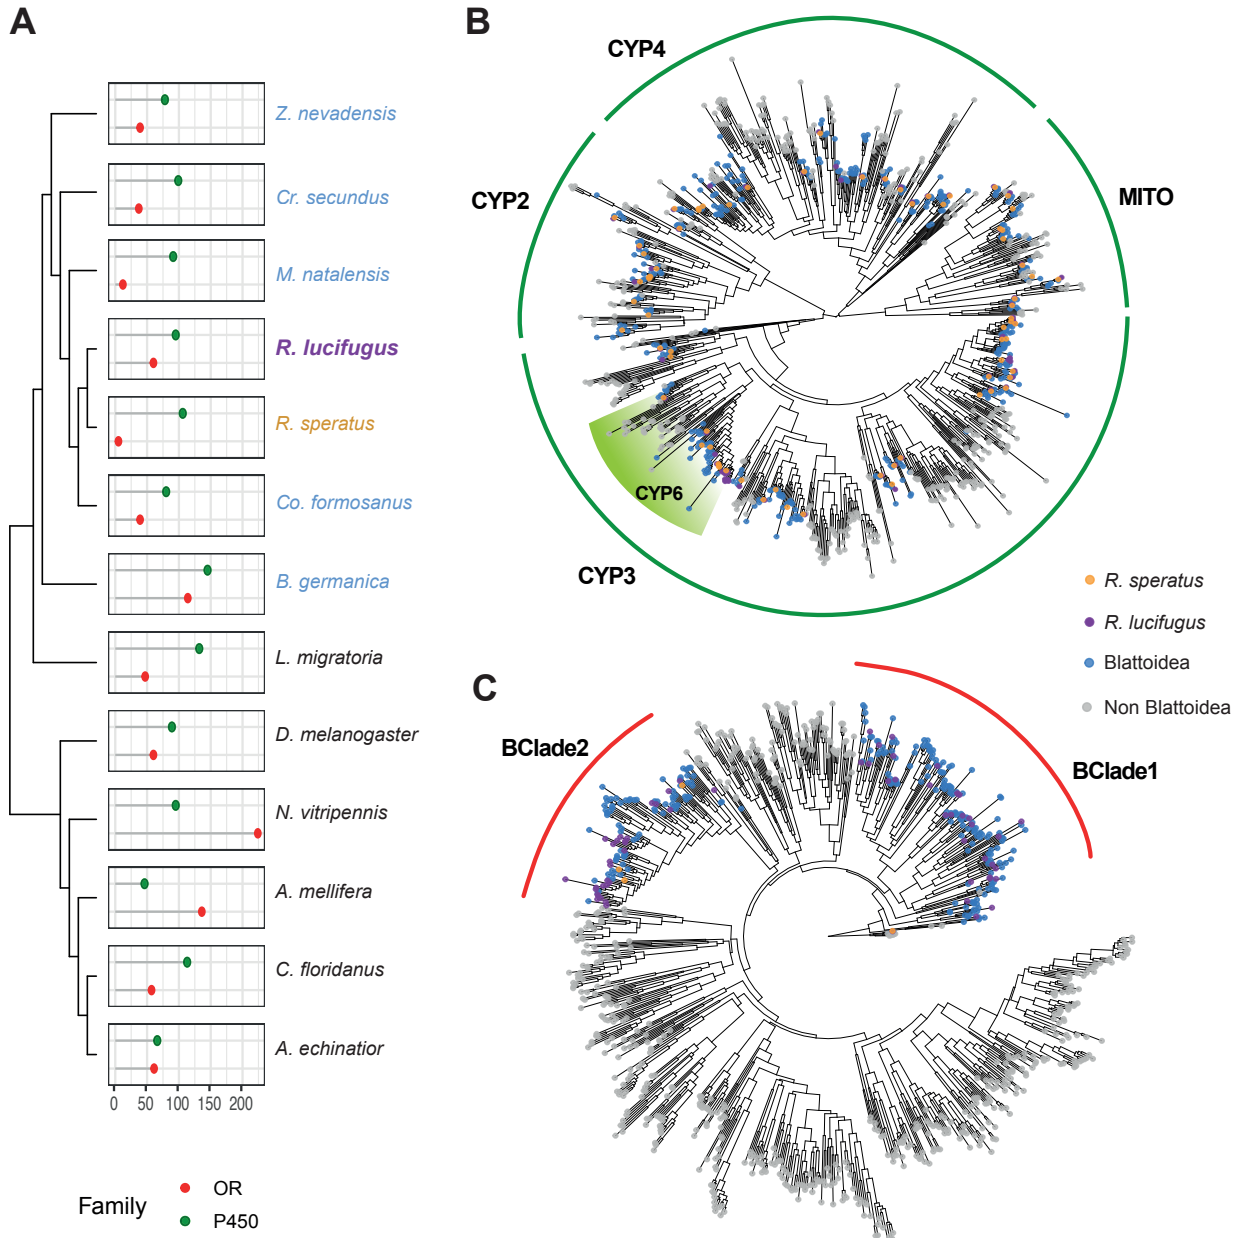 A
Z. nevadensis
Cr. secundus
M. natalensis
R. lucifugus
R. speratus
Co. formosanus
B. germanica
L. migratoria
D. melanogaster
N. vitripennis
A. mellifera
C. floridanus
A. echinatior
0 50 100 150 200
Family
OR
P450
B
CYP4
CYP2
MITO
CYP6
CYP3
R. speratus
R. lucifugus
Blattoidea
Non Blattoidea
C
BClade2
BClade1